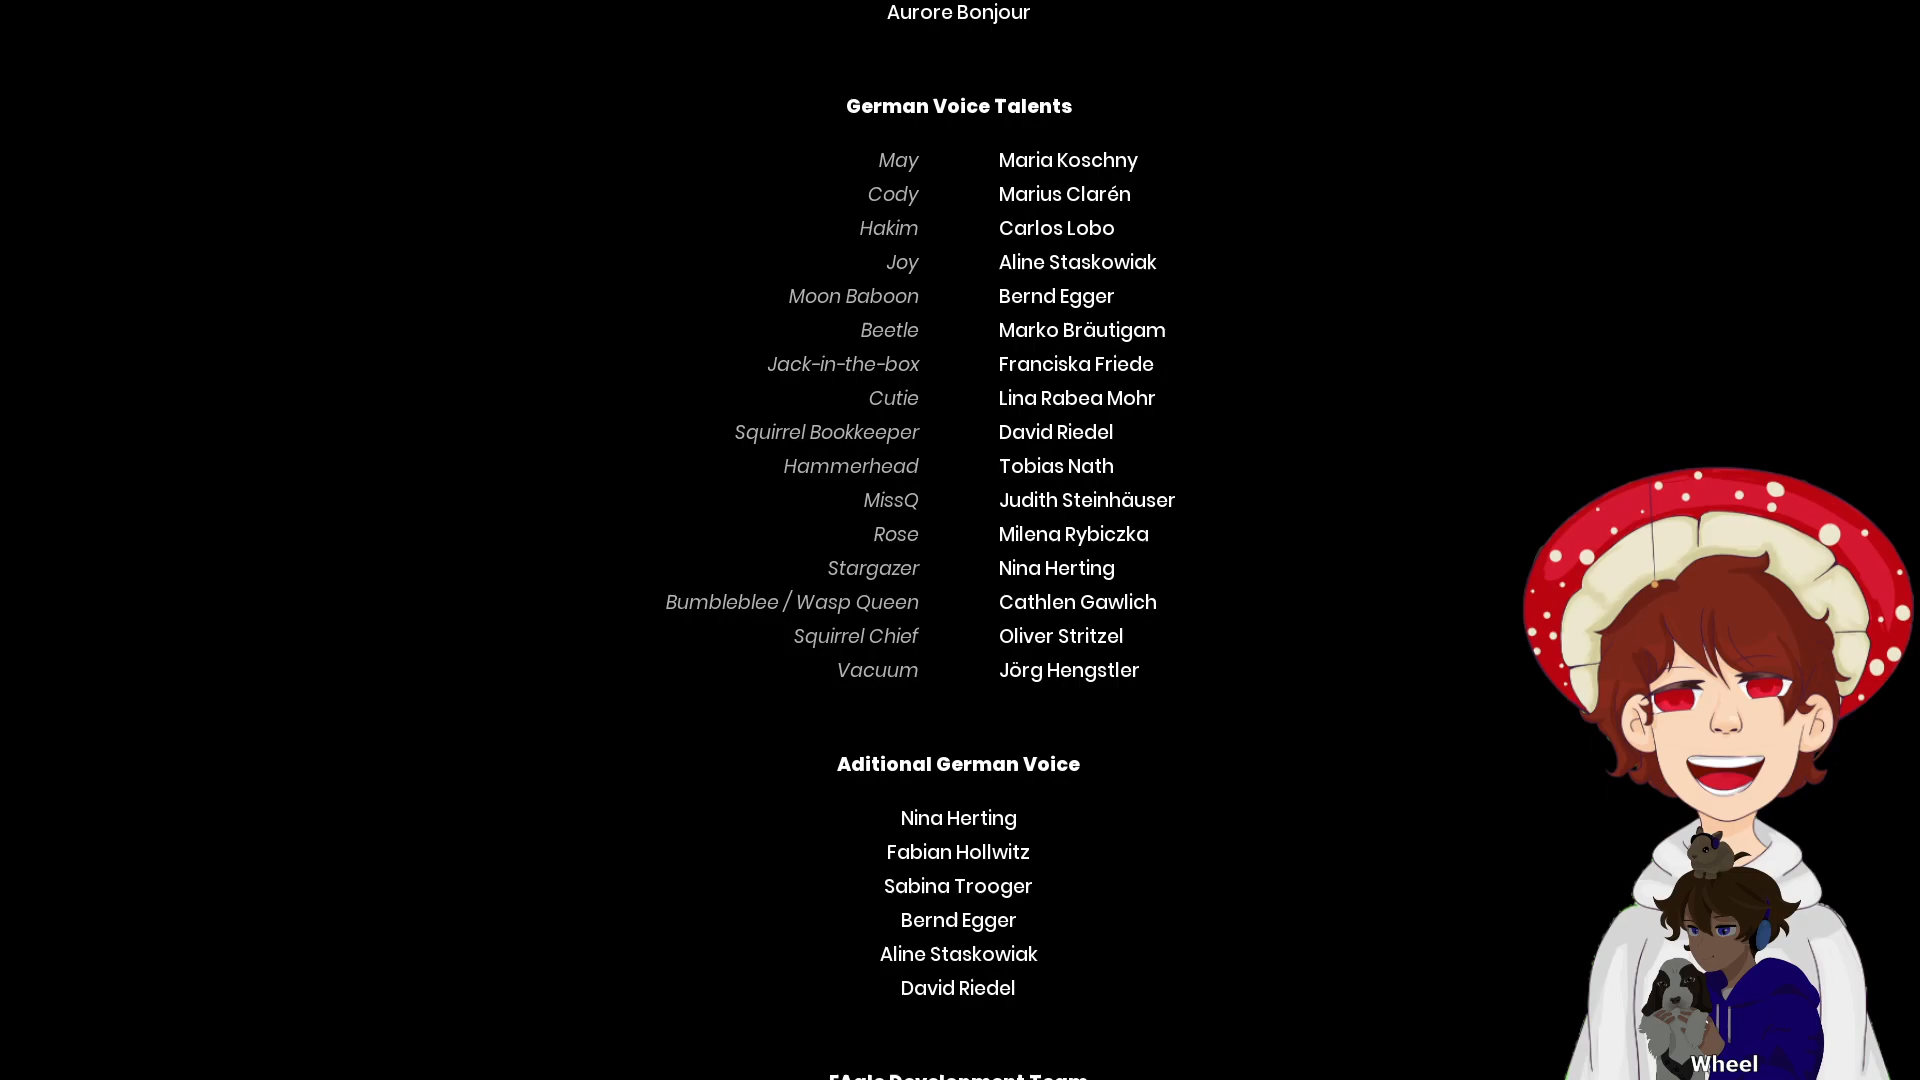 Aurore Bonjour
German Voice Talents
May Maria Koschny
Cody Marius Clarén
Hakim Carlos Lobo
Joy Aline Staskowiak
Moon Baboon Bernd Egger
Beetle Marko Bräutigam
Jack-in-the-box Franciska Friede
Cutie Lina Rabea Mohr
Squirrel Bookkeeper David Riedel
Hammerhead Tobias Nath
MissQ Judith Steinhäuser
Rose Milena Rybiczka
Stargazer Nina Herting
Bumbleblee / Wasp Queen Cathlen Gawlich
Squirrel Chief Oliver Stritzel
Vacuum Jörg Hengstler
Aditional German Voice
Nina Herting
Fabian Hollwitz
Sabina Trooger
Bernd Egger
Aline Staskowiak
David Riedel
Development Team
Wheel